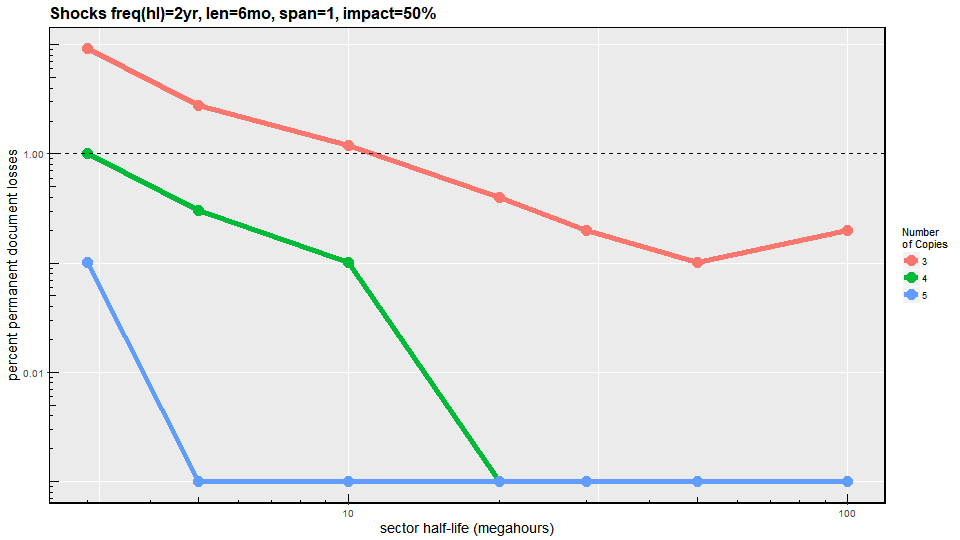 Shocks freq(hl)=2yr, len=6mo, span=1, impact=50%
percent permanent document losses
1.00
0.01
10
100
sector half-life (megahours)
Number
of Copies
3
4
5